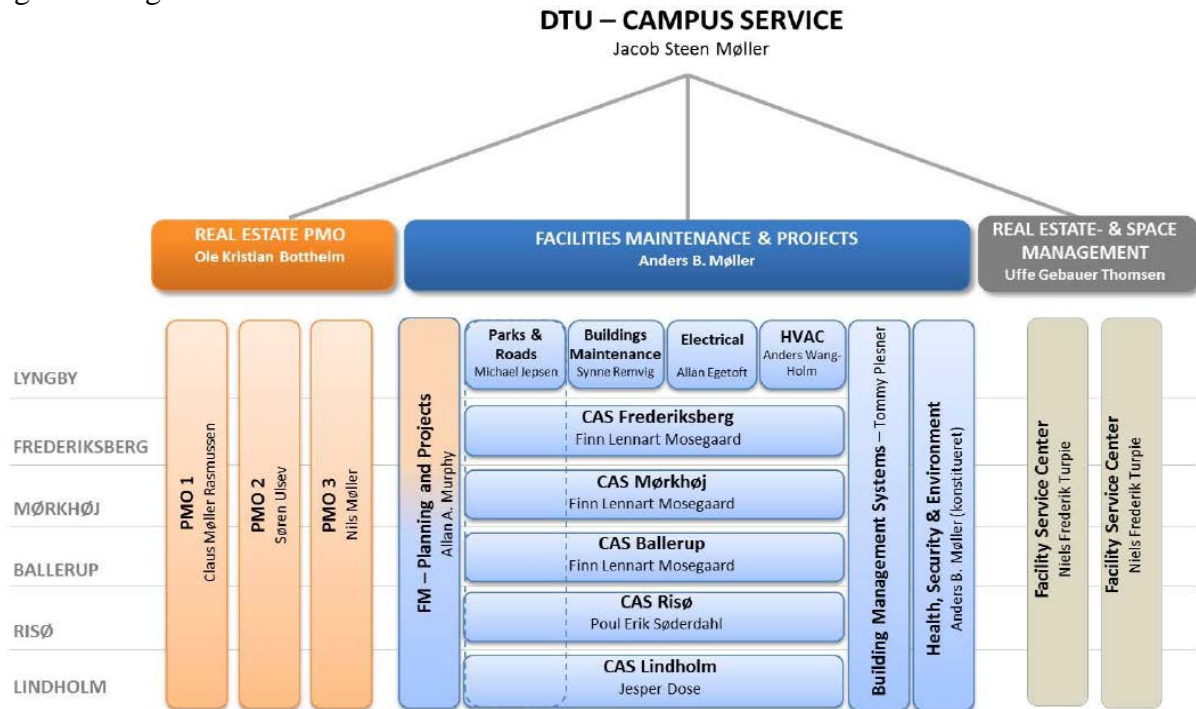 DTU – CAMPUS SERVICE
Jacob Steen Møller
REAL ESTATE PMO
Ole Kristian Bottheim
FACILITIES MAINTENANCE & PROJECTS
Anders B. Møller
REAL ESTATE- & SPACE
MANAGEMENT
Uffe Gebauer Thomsen
LYNGBY
FREDERIKSBERG
MØRKHØJ
BALLERUP
RISØ
LINDHOLM
PMO 1
Claus Møller Rasmussen
PMO 2
Søren Ulsev
PMO 3
Nils Møller
FM – Planning and Projects
Allan A. Murphy
Parks &
Roads
Michael Jepsen
Buildings
Maintenance
Synne Remvig
Electrical
Allan Egetoft
HVAC
Anders Wang-
Holm
CAS Frederiksberg
Finn Lennart Mosegaard
CAS Mørkhøj
Finn Lennart Mosegaard
CAS Ballerup
Finn Lennart Mosegaard
CAS Risø
Poul Erik Søderdahl
CAS Lindholm
Jesper Dose
Building Management Systems – Tommy Plesner
Health, Security & Environment
Anders B. Møller (konstitueret)
Facility Service Center
Niels Frederik Turpie
Facility Service Center
Niels Frederik Turpie